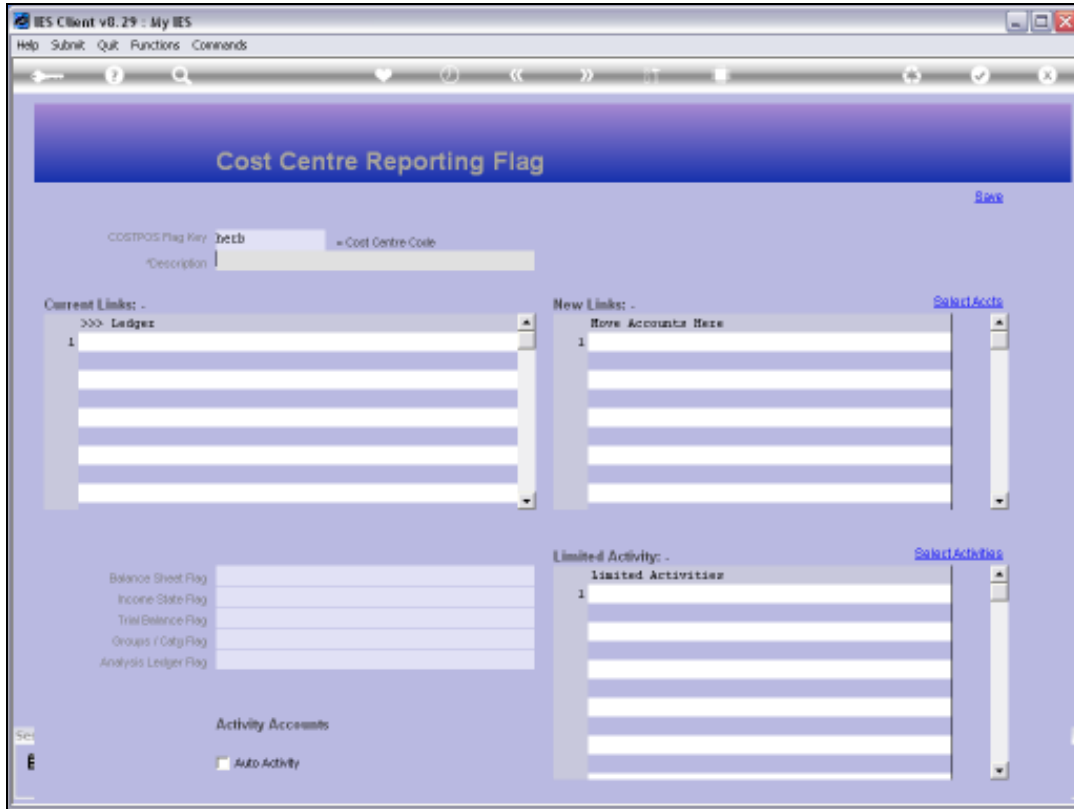 IES Client v8.29 : My IES
Help Submit Quit Functions Commands
Cost Centre Reporting Flag
Save
COSTPOS Flag Key herb = Cost Centre Code
*Description
Current Links: -
>>> Ledger
1
New Links: -
Select Accts
Move Accounts Here
1
Limited Activity: -
Select Activities
Limited Activities
1
Balance Sheet Flag
Income State Flag
Trial Balance Flag
Groups / Catg Flag
Analysis Ledger Flag
Activity Accounts
Auto Activity